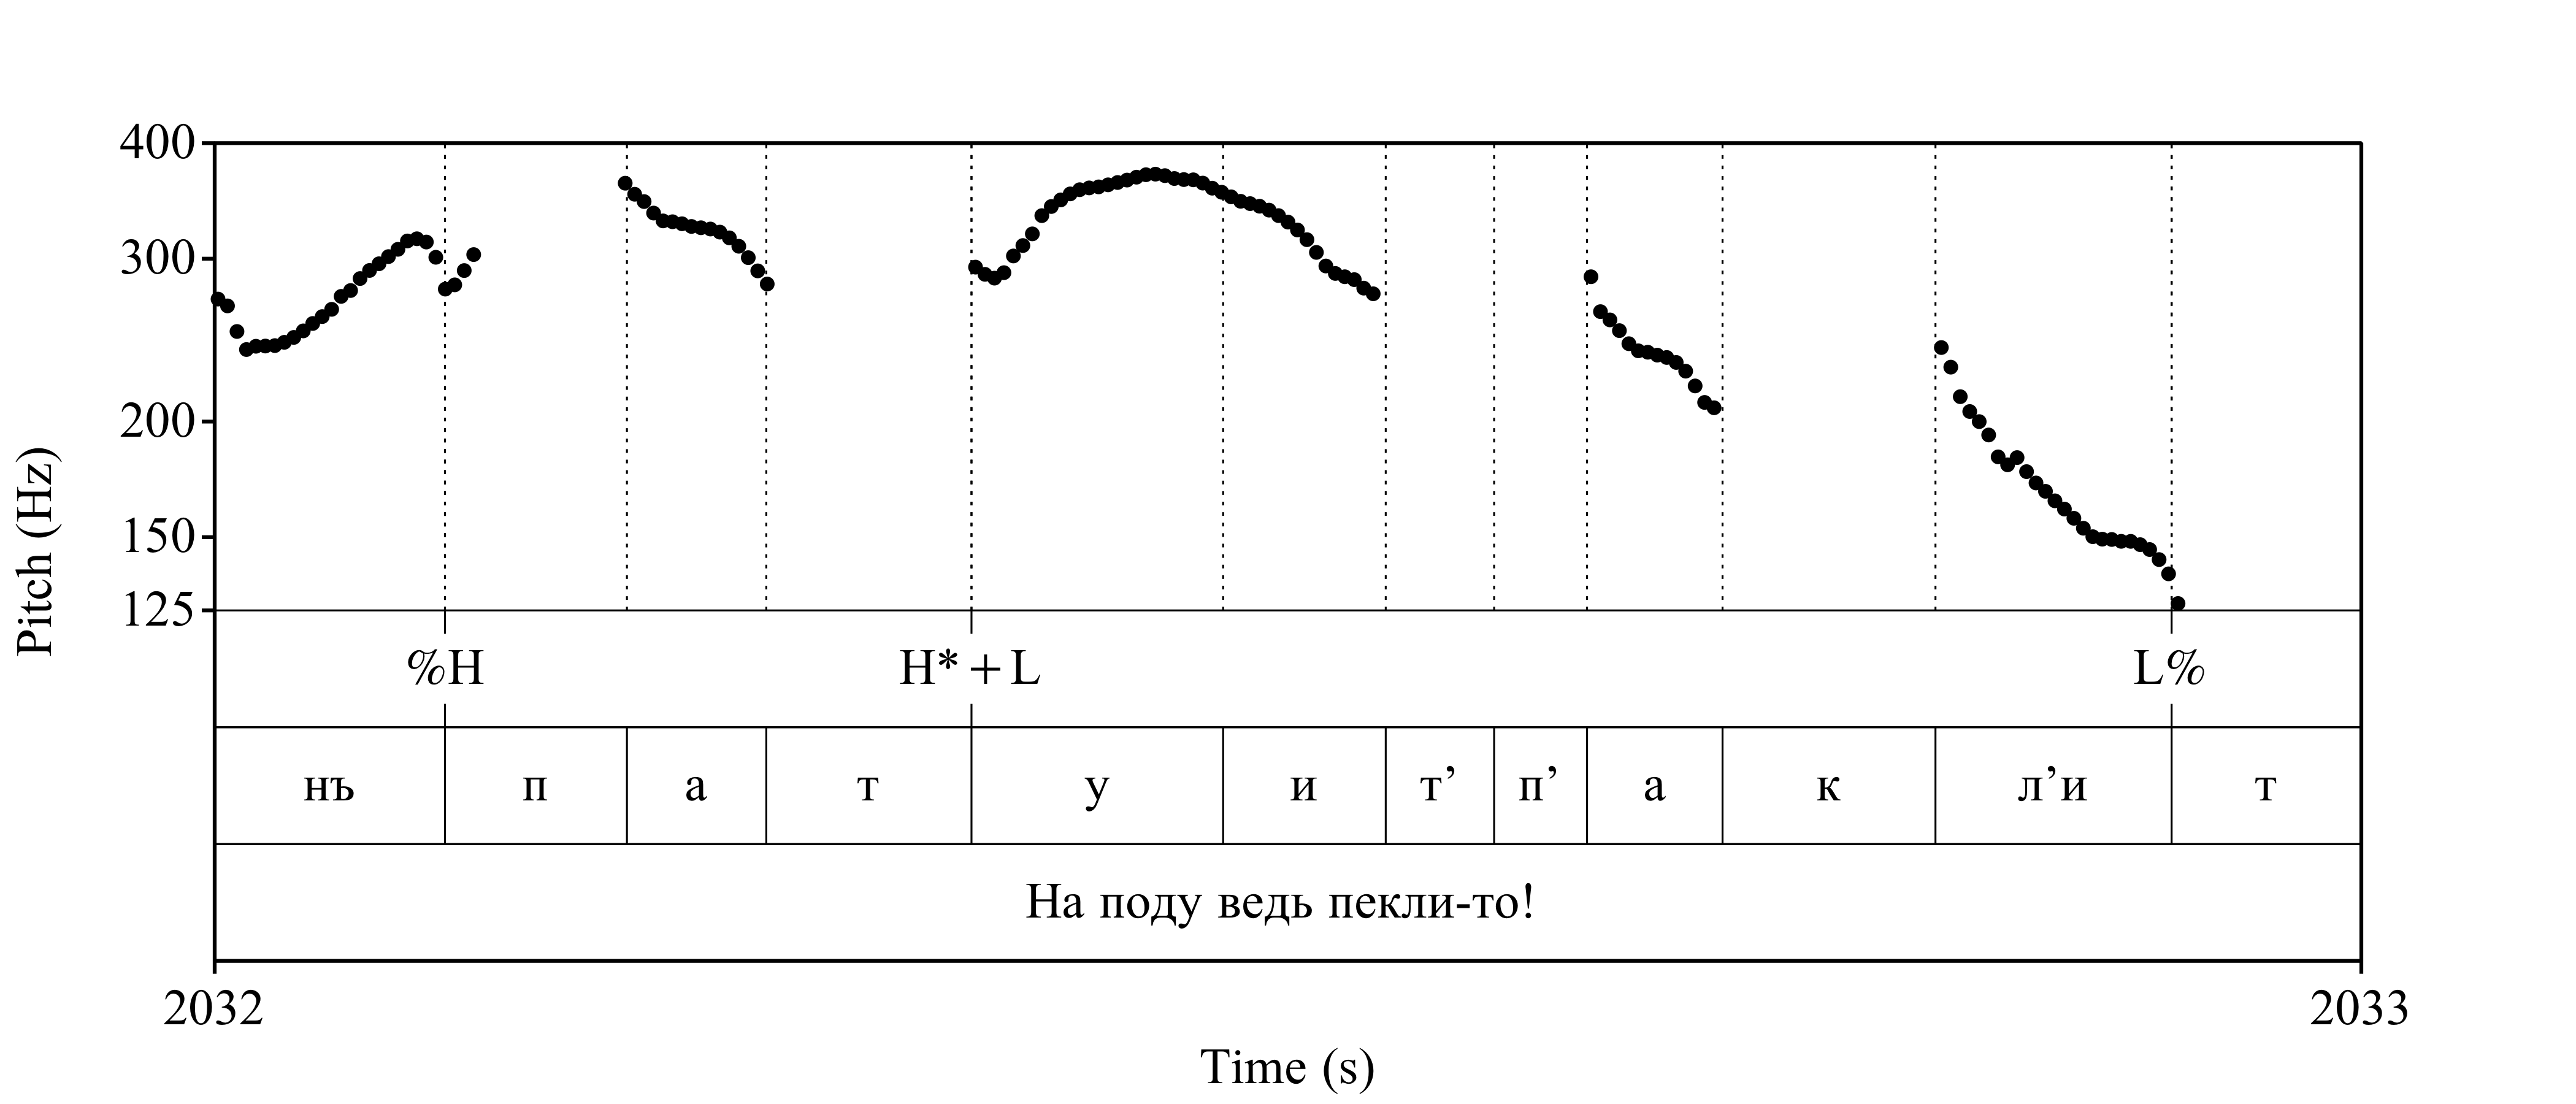 400
300
200
150
125
Pitch (Hz)
%H H* + L L%
нъ п а т у и т’ п’ а к л’и т
На поду ведь пекли-то!
2032 2033
Time (s)